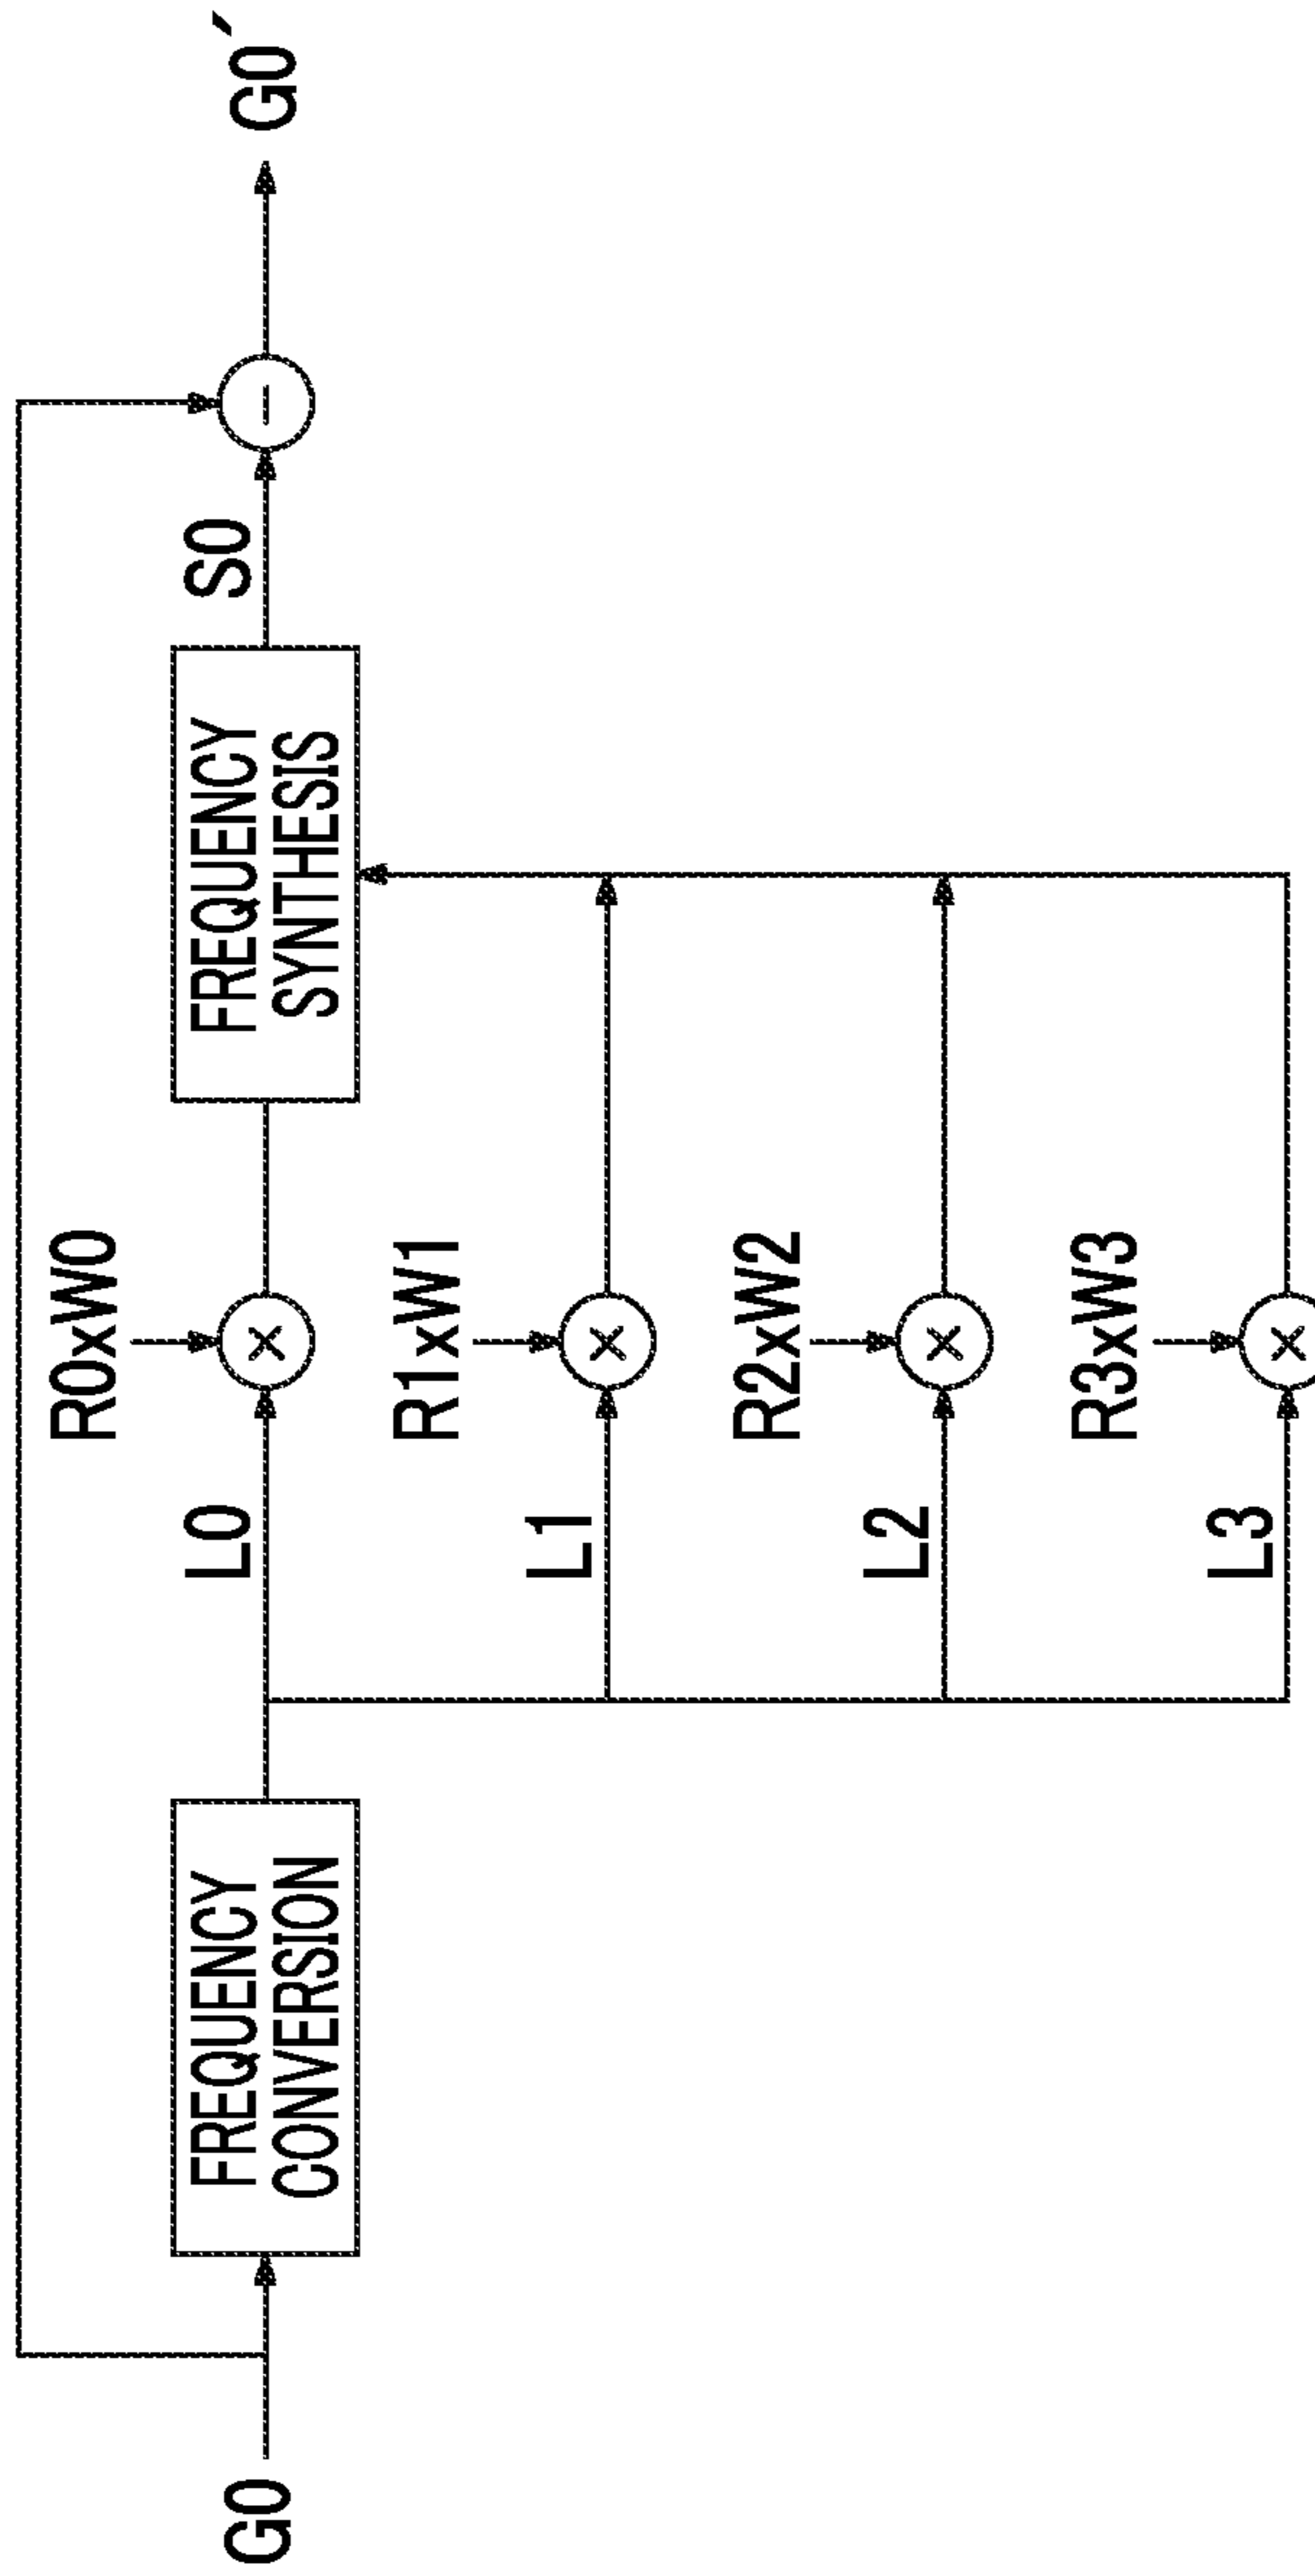 G0
FREQUENCY
CONVERSION
L0
R0xW0
×
FREQUENCY
SYNTHESIS
S0
−
G0´
L1
R1xW1
×
L2
R2xW2
×
L3
R3xW3
×